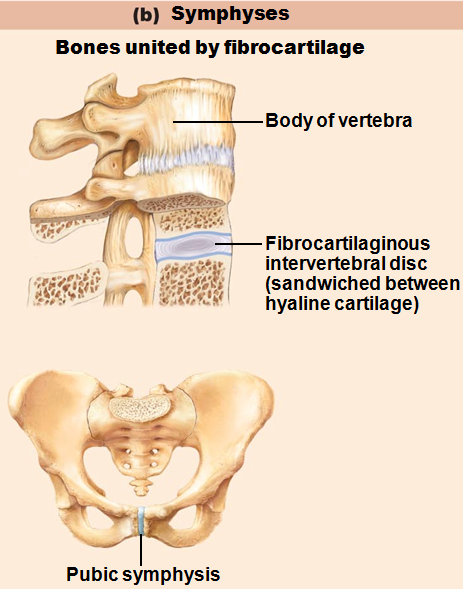 (b) Symphyses
Bones united by fibrocartilage
Body of vertebra
Fibrocartilaginous
intervertebral disc
(sandwiched between
hyaline cartilage)
Pubic symphysis